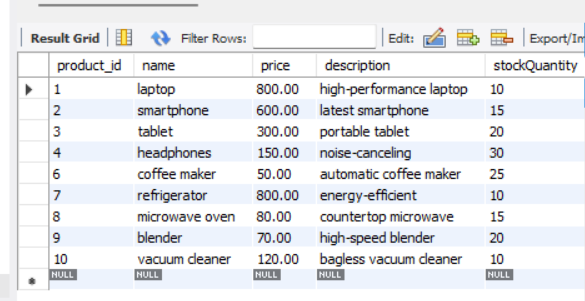 Result Grid Filter Rows: Edit: Export/Im
product_id name price description stockQuantity
1 laptop 800.00 high-performance laptop 10
2 smartphone 600.00 latest smartphone 15
3 tablet 300.00 portable tablet 20
4 headphones 150.00 noise-canceling 30
6 coffee maker 50.00 automatic coffee maker 25
7 refrigerator 800.00 energy-efficient 10
8 microwave oven 80.00 countertop microwave 15
9 blender 70.00 high-speed blender 20
10 vacuum cleaner 120.00 bagless vacuum cleaner 10
NULL NULL NULL NULL NULL